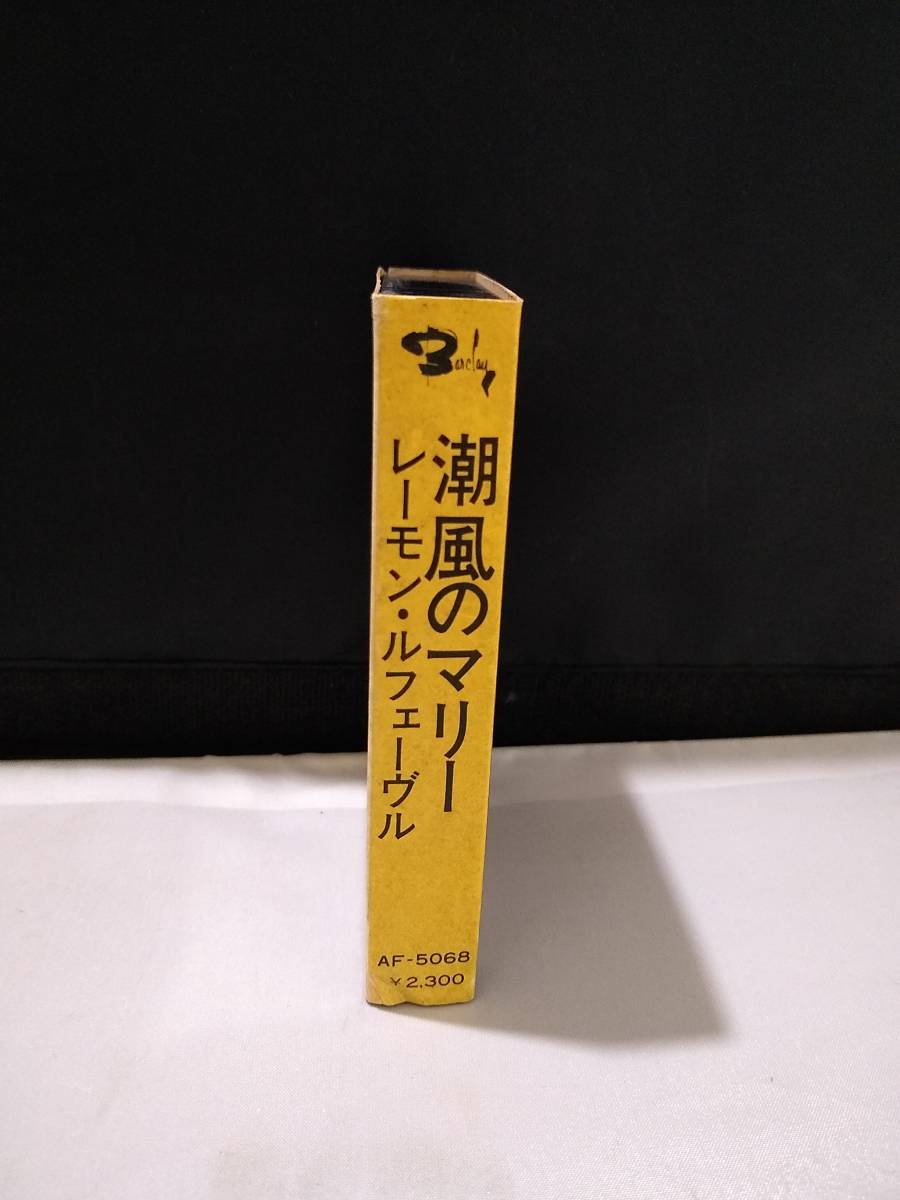 Barclay
潮風のマリー
レーモン・ルフェーヴル
AF-5068
¥2,300